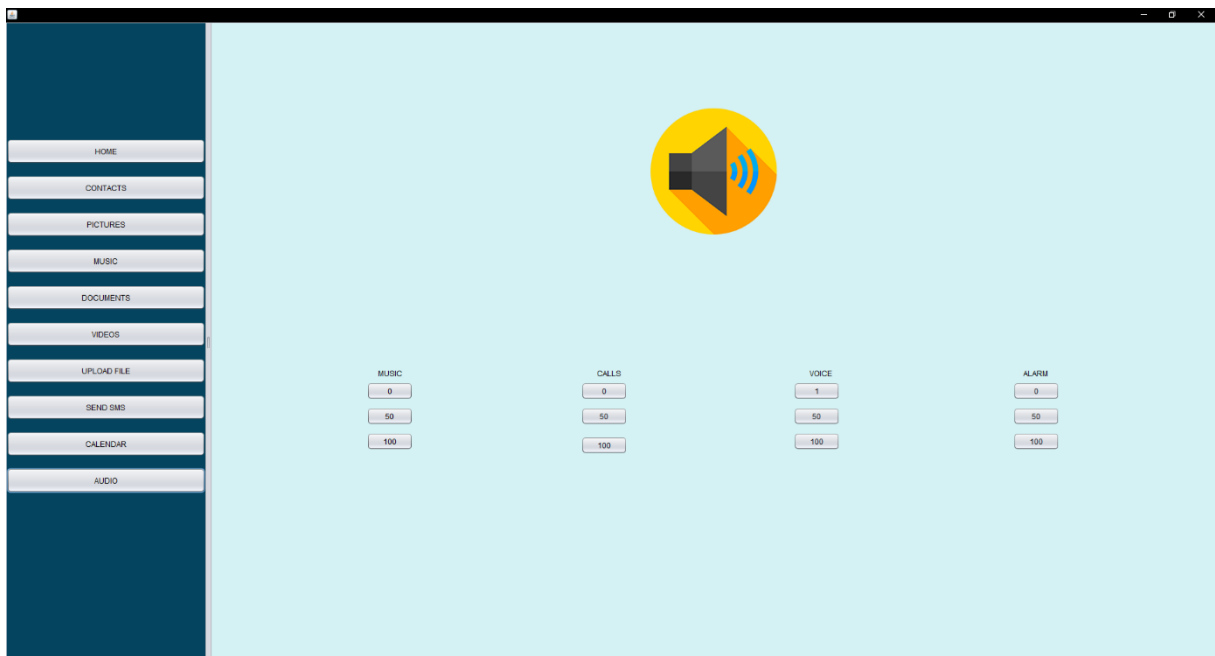 HOME
CONTACTS
PICTURES
MUSIC
DOCUMENTS
VIDEOS
UPLOAD FILE
SEND SMS
CALENDAR
AUDIO
MUSIC CALLS VOICE ALARM
0 0 1 0
50 50 50 50
100 100 100 100